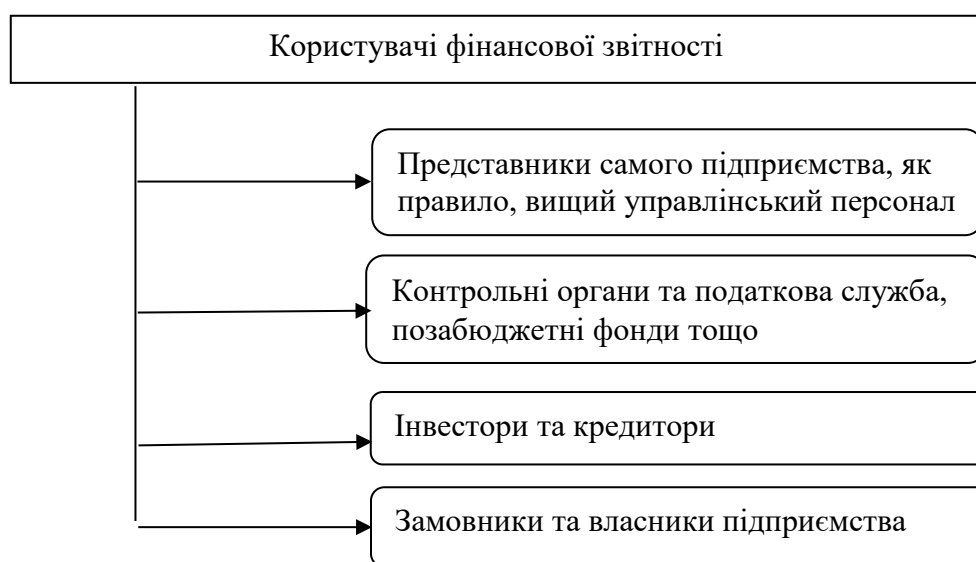 Користувачі фінансової звітності
Представники самого підприємства, як
правило, вищий управлінський персонал
Контрольні органи та податкова служба,
позабюджетні фонди тощо
Інвестори та кредитори
Замовники та власники підприємства